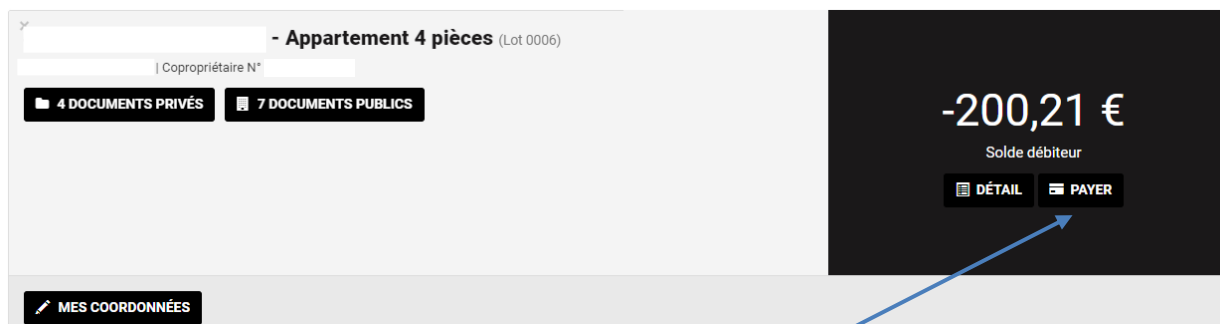 - Appartement 4 pièces (Lot 0006)
| Copropriétaire N°
4 DOCUMENTS PRIVÉS
7 DOCUMENTS PUBLICS
-200,21 €
Solde débiteur
DÉTAIL
PAYER
MES COORDONNÉES